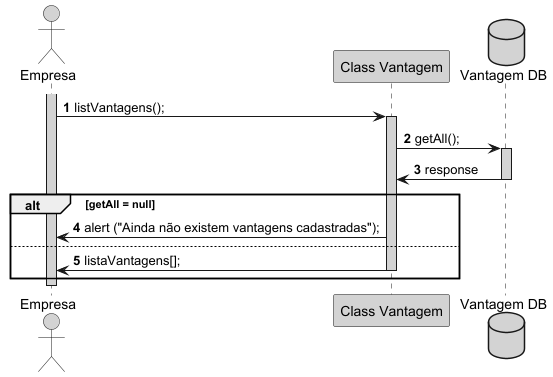 Empresa
Class Vantagem
Vantagem DB
1 listVantagens();
2 getAll();
3 response
alt [getAll = null]
4 alert ("Ainda não existem vantagens cadastradas");
5 listaVantagens[];
Empresa
Class Vantagem
Vantagem DB